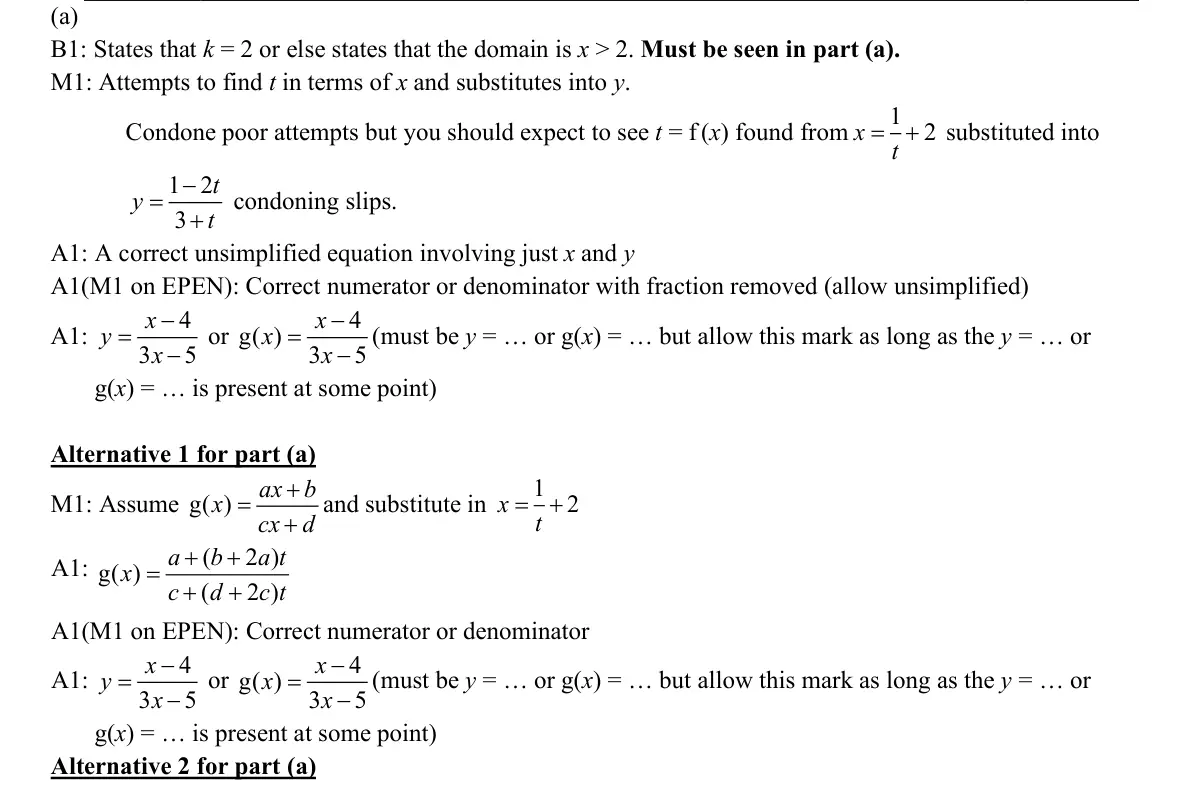 (a)
B1: States that k = 2 or else states that the domain is x > 2. Must be seen in part (a).
M1: Attempts to find t in terms of x and substitutes into y.
Condone poor attempts but you should expect to see t = f(x) found from x = 1/t + 2 substituted into
y = (1 − 2t)/(3 + t) condoning slips.
A1: A correct unsimplified equation involving just x and y
A1(M1 on EPEN): Correct numerator or denominator with fraction removed (allow unsimplified)
A1: y = (x − 4)/(3x − 5) or g(x) = (x − 4)/(3x − 5) (must be y = … or g(x) = … but allow this mark as long as the y = … or
g(x) = … is present at some point)
Alternative 1 for part (a)
M1: Assume g(x) = (ax + b)/(cx + d) and substitute in x = 1/t + 2
A1: g(x) = (a + (b + 2a)t)/(c + (d + 2c)t)
A1(M1 on EPEN): Correct numerator or denominator
A1: y = (x − 4)/(3x − 5) or g(x) = (x − 4)/(3x − 5) (must be y = … or g(x) = … but allow this mark as long as the y = … or
g(x) = … is present at some point)
Alternative 2 for part (a)